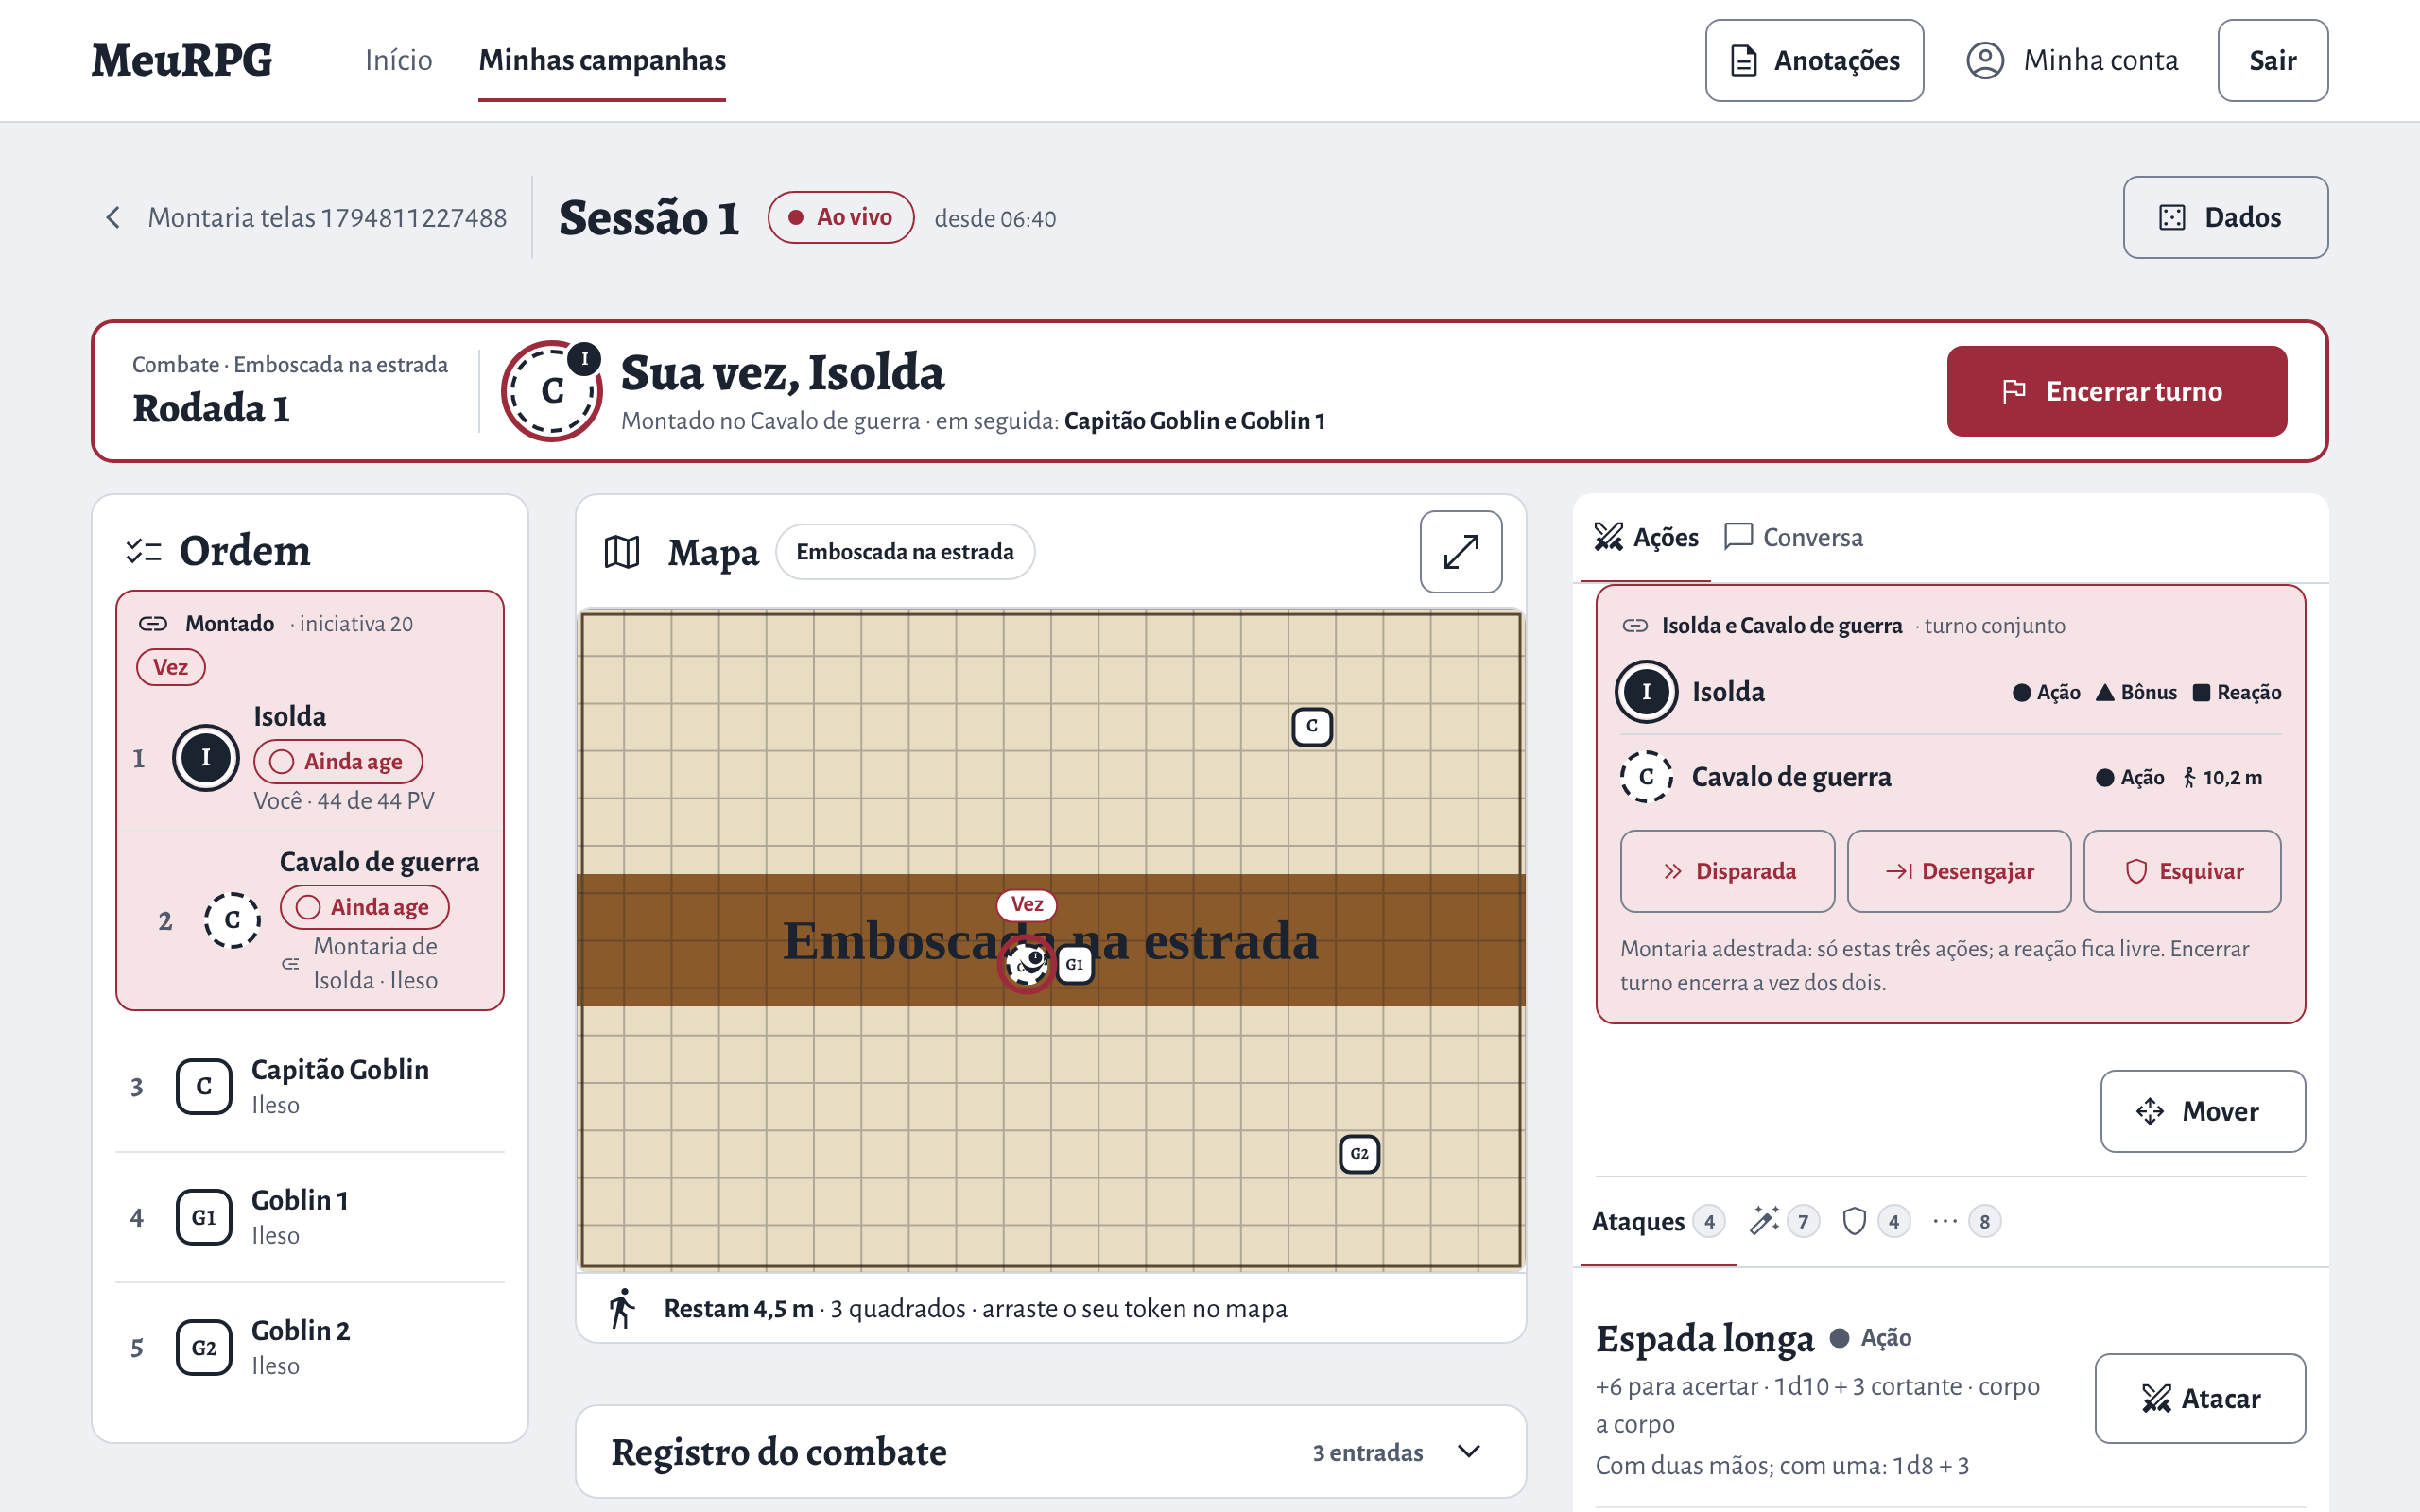 MeuRPG
Início
Minhas campanhas
Anotações
Minha conta
Sair
Montaria telas 1794811227488
Sessão 1
Ao vivo
desde 06:40
Dados
Combate · Emboscada na estrada
Rodada 1
C
I
Sua vez, Isolda
Montado no Cavalo de guerra · em seguida: Capitão Goblin e Goblin 1
Encerrar turno
Ordem
Montado · iniciativa 20
Vez
1
I
Isolda
Ainda age
Você · 44 de 44 PV
2
C
Cavalo de guerra
Ainda age
Montaria de
Isolda · Ileso
3
C
Capitão Goblin
Ileso
4
G1
Goblin 1
Ileso
5
G2
Goblin 2
Ileso
Mapa
Emboscada na estrada
C
Vez
Emboscada na estrada
G1
G2
Restam 4,5 m · 3 quadrados · arraste o seu token no mapa
Registro do combate
3 entradas
Ações
Conversa
Isolda e Cavalo de guerra · turno conjunto
I
Isolda
Ação
Bônus
Reação
C
Cavalo de guerra
Ação
10,2 m
Disparada
Desengajar
Esquivar
Montaria adestrada: só estas três ações; a reação fica livre. Encerrar
turno encerra a vez dos dois.
Mover
Ataques 4
7
4
8
Espada longa
Ação
+6 para acertar · 1d10 + 3 cortante · corpo
a corpo
Com duas mãos; com uma: 1d8 + 3
Atacar